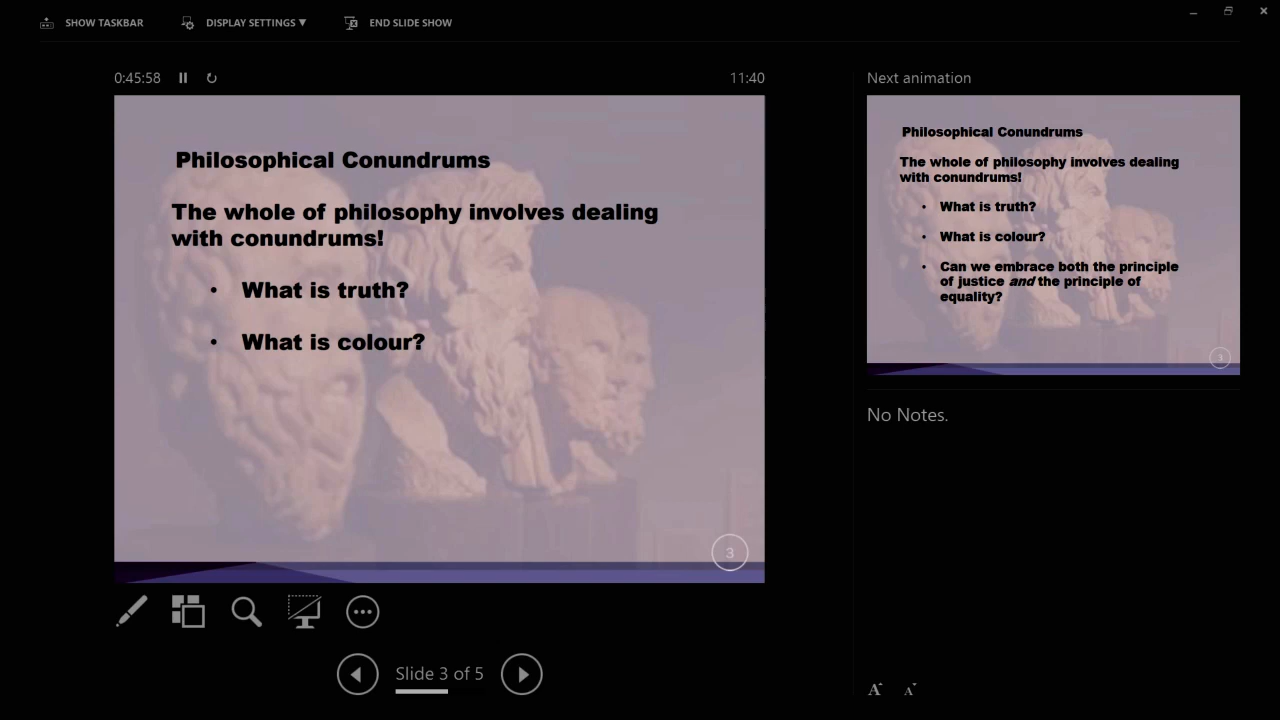 SHOW TASKBAR
DISPLAY SETTINGS ▼
END SLIDE SHOW
0:45:58
11:40
Philosophical Conundrums
The whole of philosophy involves dealing
with conundrums!
• What is truth?
• What is colour?
3
Slide 3 of 5
Next animation
Philosophical Conundrums
The whole of philosophy involves dealing
with conundrums!
• What is truth?
• What is colour?
• Can we embrace both the principle
of justice and the principle of
equality?
3
No Notes.
A A